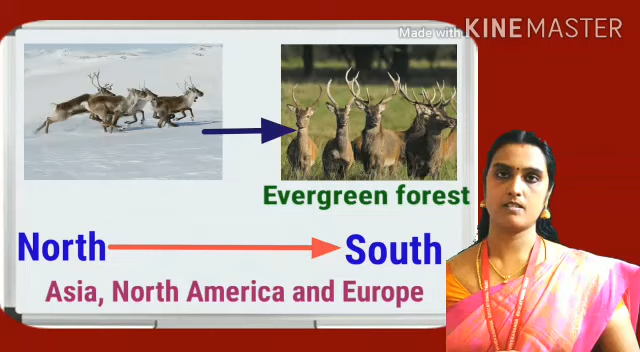 Made with KINEMASTER
Evergreen forest
North South
Asia, North America and Europe